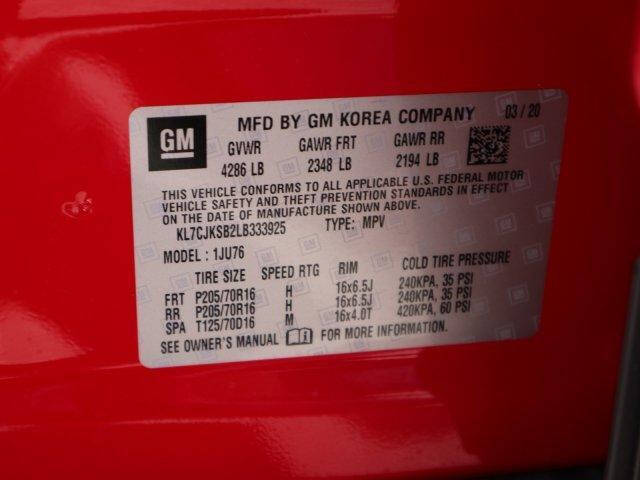 GM
MFD BY GM KOREA COMPANY 03 / 20
GVWR GAWR FRT GAWR RR
4286 LB 2348 LB 2194 LB
THIS VEHICLE CONFORMS TO ALL APPLICABLE U.S. FEDERAL MOTOR
VEHICLE SAFETY AND THEFT PREVENTION STANDARDS IN EFFECT
ON THE DATE OF MANUFACTURE SHOWN ABOVE.
KL7CJKSB2LB333925 TYPE: MPV
MODEL : 1JU76
TIRE SIZE SPEED RTG RIM COLD TIRE PRESSURE
FRT P205/70R16 H 16x6.5J 240KPA, 35 PSI
RR P205/70R16 H 16x6.5J 240KPA, 35 PSI
SPA T125/70D16 M 16x4.0T 420KPA, 60 PSI
SEE OWNER'S MANUAL FOR MORE INFORMATION.